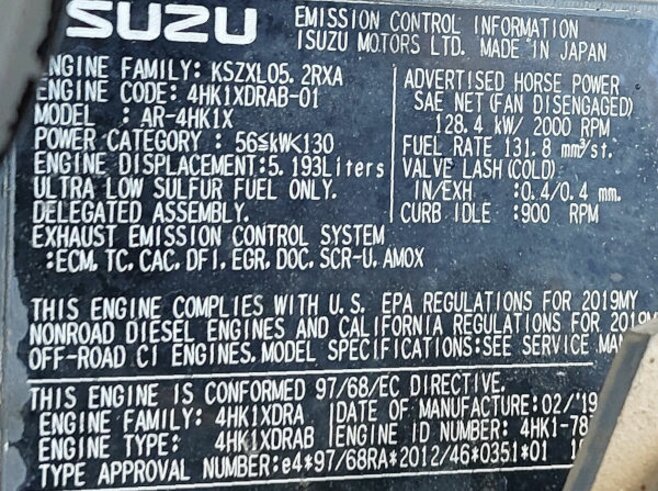 SUZU
EMISSION CONTROL INFORMATION
ISUZU MOTORS LTD. MADE IN JAPAN
ENGINE FAMILY: KSZXL05.2RXA
ENGINE CODE: 4HK1XDRAB-01
MODEL : AR-4HK1X
POWER CATEGORY : 56≦kW<130
ENGINE DISPLACEMENT:5.193Liters
ULTRA LOW SULFUR FUEL ONLY.
DELEGATED ASSEMBLY.
EXHAUST EMISSION CONTROL SYSTEM
:ECM, TC, CAC, DFI, EGR, DOC, SCR-U, AMOX
ADVERTISED HORSE POWER
SAE NET(FAN DISENGAGED)
128.4 kW/ 2000 RPM
FUEL RATE 131.8 mm³/st.
VALVE LASH(COLD)
IN/EXH :0.4/0.4 mm.
CURB IDLE :900 RPM
THIS ENGINE COMPLIES WITH U.S. EPA REGULATIONS FOR 2019MY
NONROAD DIESEL ENGINES AND CALIFORNIA REGULATIONS FOR 2019M
OFF-ROAD CI ENGINES. MODEL SPECIFICATIONS:SEE SERVICE MAN
THIS ENGINE IS CONFORMED 97/68/EC DIRECTIVE.
ENGINE FAMILY: 4HK1XDRA DATE OF MANUFACTURE:02/'19
ENGINE TYPE: 4HK1XDRAB ENGINE ID NUMBER: 4HK1-78
TYPE APPROVAL NUMBER:e4*97/68RA*2012/46*0351*01